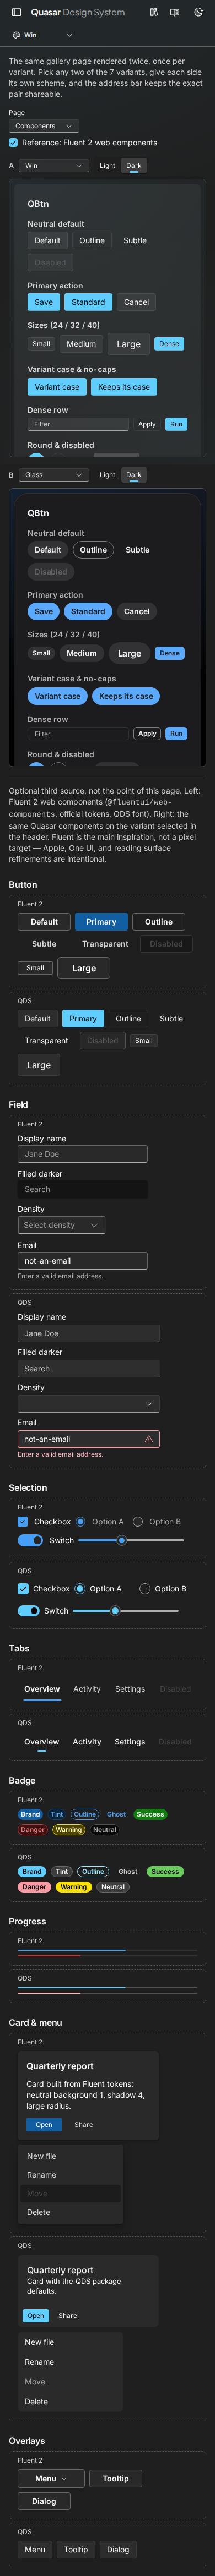 Quasar Design System
Win
The same gallery page rendered twice, once per
variant. Pick any two of the 7 variants, give each side
its own scheme, and the address bar keeps the exact
pair shareable.
Page
Components
Reference: Fluent 2 web components
A Win Light Dark
QBtn
Neutral default
Default Outline Subtle
Disabled
Primary action
Save Standard Cancel
Sizes (24 / 32 / 40)
Small Medium Large Dense
Variant case & no-caps
Variant case Keeps its case
Dense row
Filter Apply Run
Round & disabled
B Glass Light Dark
QBtn
Neutral default
Default Outline Subtle
Disabled
Primary action
Save Standard Cancel
Sizes (24 / 32 / 40)
Small Medium Large Dense
Variant case & no-caps
Variant case Keeps its case
Dense row
Filter Apply Run
Round & disabled
Optional third source, not the point of this page. Left:
Fluent 2 web components (@fluentui/web-
components, official tokens, QDS font). Right: the
same Quasar Components on the variant selected in
the header. Fluent is the main inspiration, not a pixel
target — Apple, One UI, and reading surface
refinements are intentional.
Button
Fluent 2
Default Primary Outline
Subtle Transparent Disabled
Small Large
QDS
Default Primary Outline Subtle
Transparent Disabled Small
Large
Field
Fluent 2
Display name
Jane Doe
Filled darker
Search
Density
Select density
Email
not-an-email
Enter a valid email address.
QDS
Display name
Jane Doe
Filled darker
Search
Density
Email
not-an-email
Enter a valid email address.
Selection
Fluent 2
Checkbox Option A Option B
Switch
QDS
Checkbox Option A Option B
Switch
Tabs
Fluent 2
Overview Activity Settings Disabled
QDS
Overview Activity Settings Disabled
Badge
Fluent 2
Brand Tint Outline Ghost Success
Danger Warning Neutral
QDS
Brand Tint Outline Ghost Success
Danger Warning Neutral
Progress
Fluent 2
QDS
Card & menu
Fluent 2
Quarterly report
Card built from Fluent tokens:
neutral background 1, shadow 4,
large radius.
Open Share
New file
Rename
Move
Delete
QDS
Quarterly report
Card with the QDS package
defaults.
Open Share
New file
Rename
Move
Delete
Overlays
Fluent 2
Menu Tooltip
Dialog
QDS
Menu Tooltip Dialog